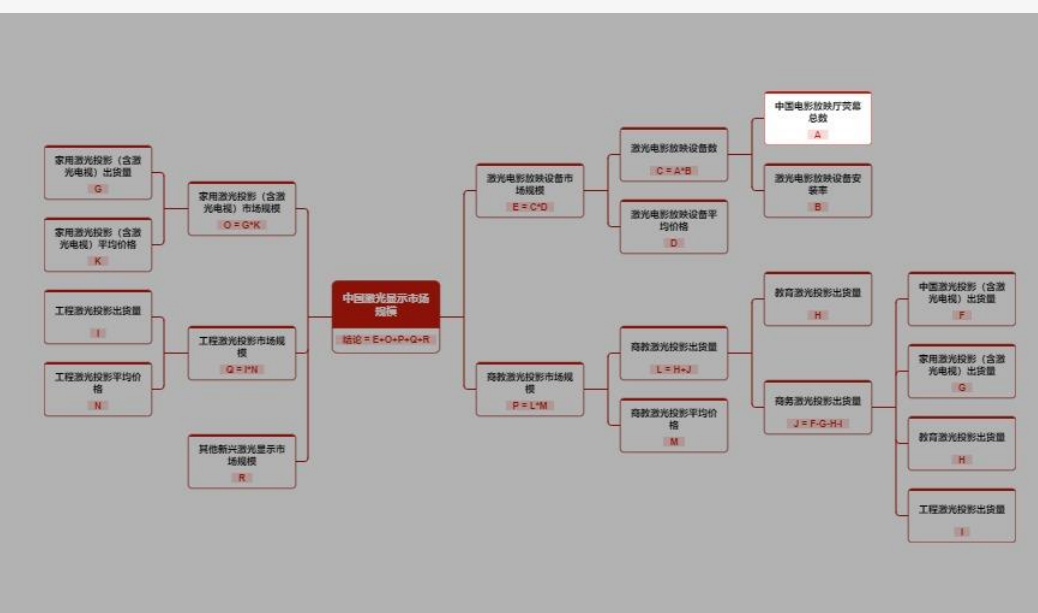 家用激光投影（含激
光电视）出货量
G
家用激光投影（含激
光电视）平均价格
K
工程激光投影出货量
I
工程激光投影平均价
格
N
家用激光投影（含激
光电视）市场规模
O = G*K
工程激光投影市场规
模
Q = I*N
其他新兴激光显示市
场规模
R
中国激光显示市场
规模
结论 = E+O+P+Q+R
激光电影放映设备市
场规模
E = C*D
商教激光投影市场规
模
P = L*M
激光电影放映设备数
C = A*B
激光电影放映设备平
均价格
D
商教激光投影出货量
L = H+J
商教激光投影平均价
格
M
中国电影放映厅荧幕
总数
A
激光电影放映设备安
装率
B
教育激光投影出货量
H
商务激光投影出货量
J = F-G-H-I
中国激光投影（含激
光电视）出货量
F
家用激光投影（含激
光电视）出货量
G
教育激光投影出货量
H
工程激光投影出货量
I